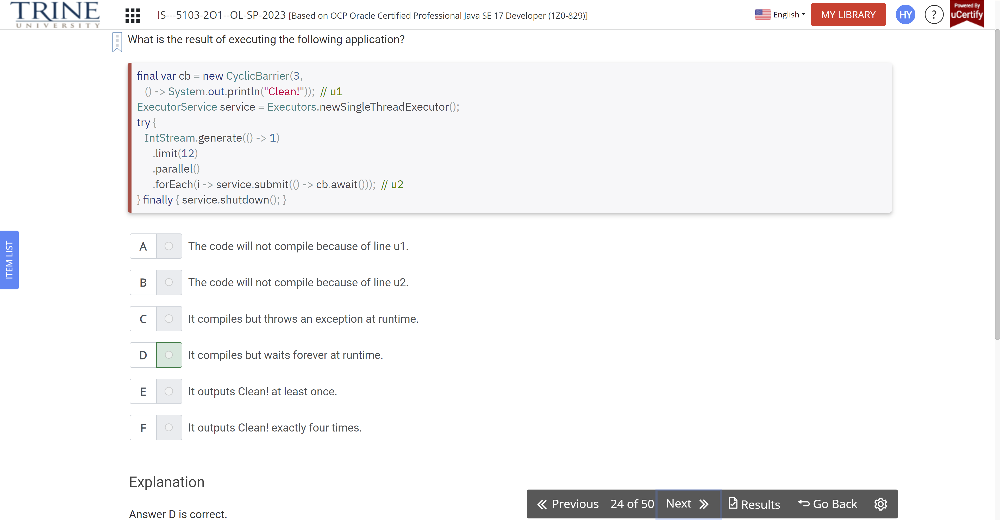 TRINE
UNIVERSITY
IS---5103-2O1--OL-SP-2023 [Based on OCP Oracle Certified Professional Java SE 17 Developer (1Z0-829)]
English
MY LIBRARY
HY
?
Powered By
uCertify
What is the result of executing the following application?
final var cb = new CyclicBarrier(3,
() -> System.out.println("Clean!")); // u1
ExecutorService service = Executors.newSingleThreadExecutor();
try {
IntStream.generate(() -> 1)
.limit(12)
.parallel()
.forEach(i -> service.submit(() -> cb.await())); // u2
} finally { service.shutdown(); }
ITEM LIST
A The code will not compile because of line u1.
B The code will not compile because of line u2.
C It compiles but throws an exception at runtime.
D It compiles but waits forever at runtime.
E It outputs Clean! at least once.
F It outputs Clean! exactly four times.
Explanation
Answer D is correct.
Previous 24 of 50 Next Results Go Back